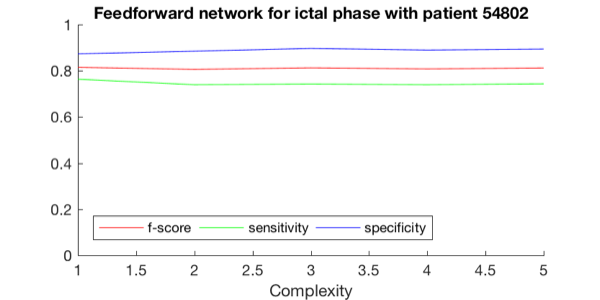 Feedforward network for ictal phase with patient 54802
1
0.8
0.6
0.4
0.2
0
f-score sensitivity specificity
1 1.5 2 2.5 3 3.5 4 4.5 5
Complexity